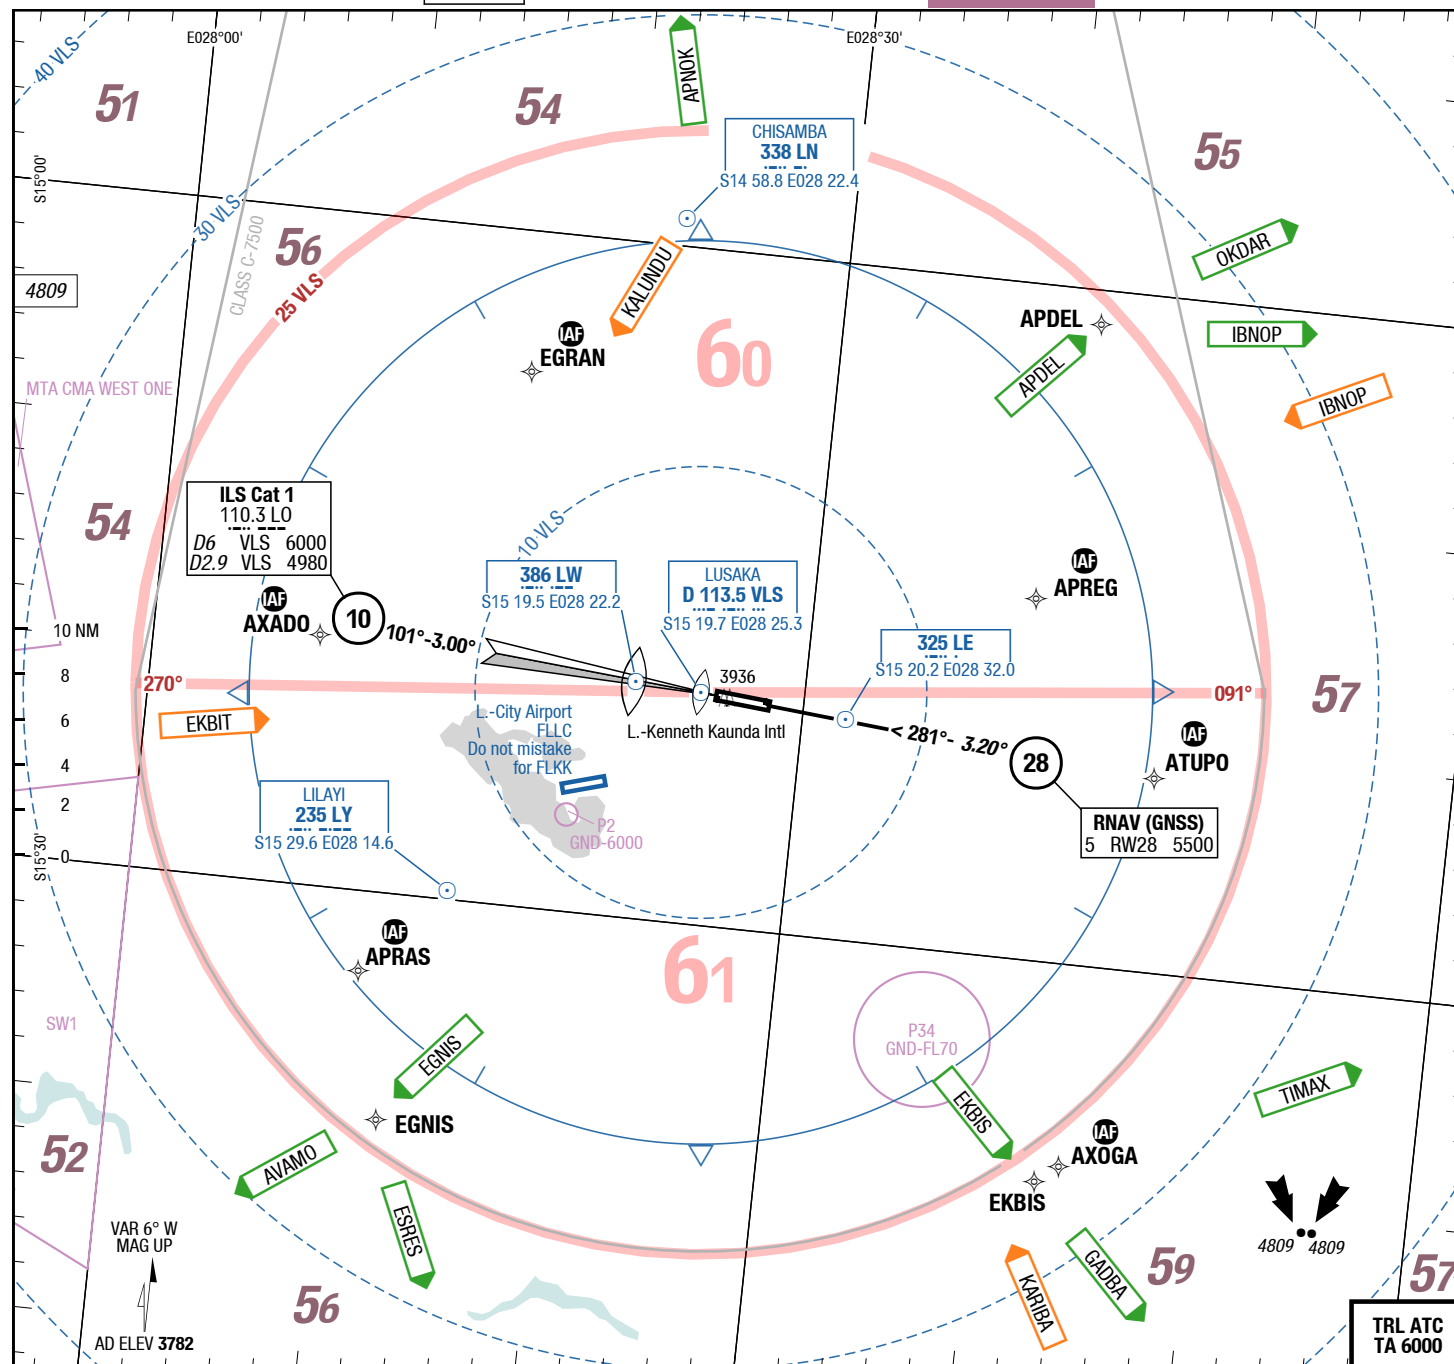 E028°00'
E028°30'
40 VLS
51
54
APNOK
CHISAMBA
338 LN
S14 58.8 E028 22.4
55
S15°00'
30 VLS
CLASS C-7500
56
25 VLS
KALUNDU
OKDAR
4809
IAF
EGRAN
60
APDEL
APDEL
IBNOP
IBNOP
MTA CMA WEST ONE
54
ILS Cat 1
110.3 LO
D6 VLS 6000
D2.9 VLS 4980
10 VLS
386 LW
S15 19.5 E028 22.2
LUSAKA
D 113.5 VLS
S15 19.7 E028 25.3
IAF
APREG
IAF
AXADO
10
101°-3.00°
325 LE
S15 20.2 E028 32.0
10 NM
8
6
4
2
0
270°
3936
091°
57
EKBIT
L.-City Airport
FLLC
Do not mistake
for FLKK
L.-Kenneth Kaunda Intl
< 281°- 3.20°
28
IAF
ATUPO
LILAYI
235 LY
S15 29.6 E028 14.6
P2
GND-6000
RNAV (GNSS)
5 RW28 5500
S15°30'
IAF
APRAS
61
SW1
P34
GND-FL70
EGNIS
EGNIS
EKBIS
TIMAX
52
AVAMO
IAF
AXOGA
EKBIS
ESRES
VAR 6° W
MAG UP
4809 4809
KARIBA
GADBA
59
57
56
AD ELEV 3782
TRL ATC
TA 6000